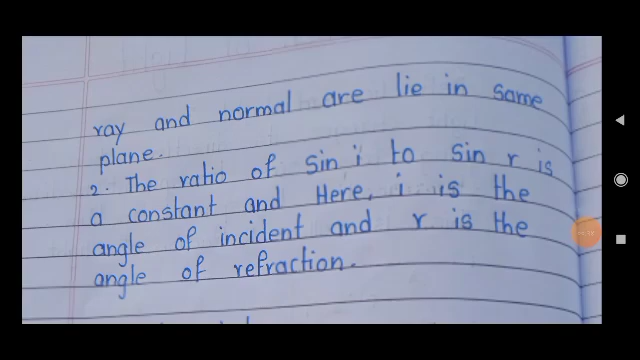 ray and normal are lie in same
plane.
2. The ratio of sin i to sin r is
a constant and Here, i is the
angle of incident and r is the
angle of refraction.